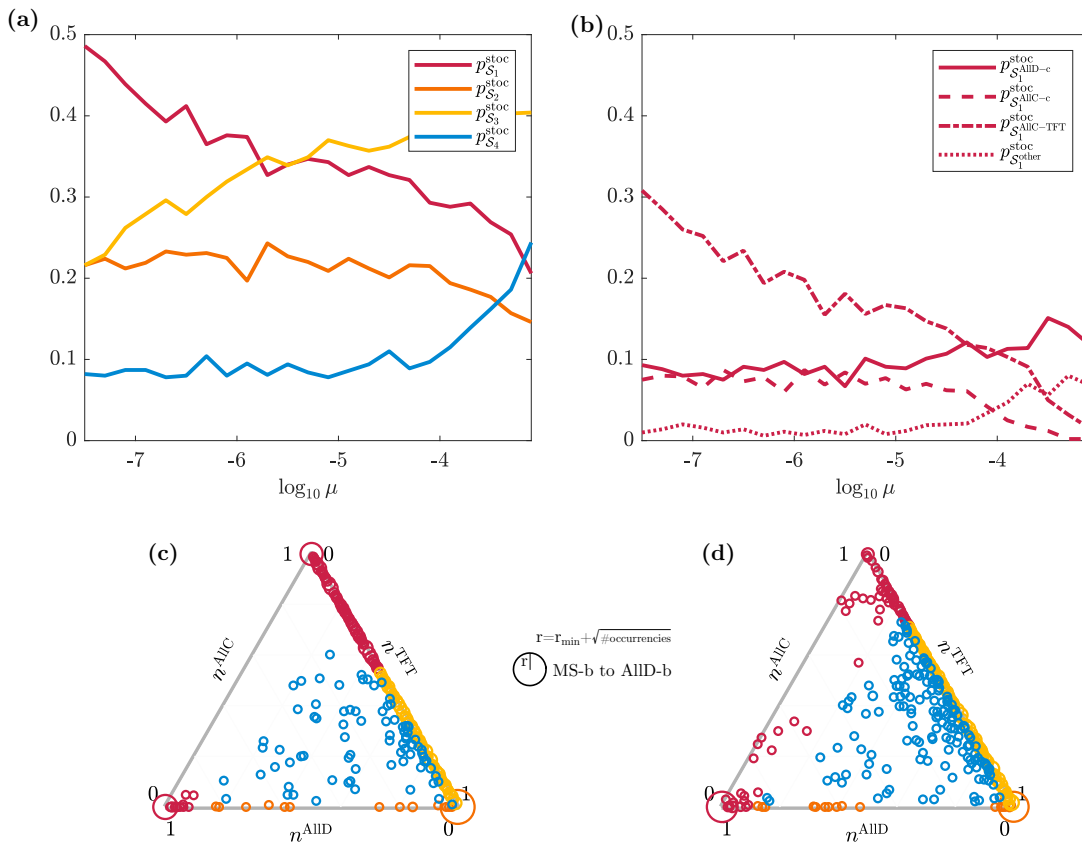 (a)
(b)
0.5
0.4
0.3
0.2
0.1
0
-7
-6
-5
-4
log₁₀ μ
p^stoc_S₁
p^stoc_S₂
p^stoc_S₃
p^stoc_S₄
0.5
0.4
0.3
0.2
0.1
0
-7
-6
-5
-4
log₁₀ μ
p^stoc_S₁^AllD−c
p^stoc_S₁^AllC−c
p^stoc_S₁^AllC−TFT
p^stoc_S₁^other
(c)
1
0
n^AllC
n^TFT
0
1
1
0
n^AllD
r=r_min+√#occurrencies
r|
MS-b to AllD-b
(d)
1
0
n^AllC
n^TFT
0
1
1
0
n^AllD